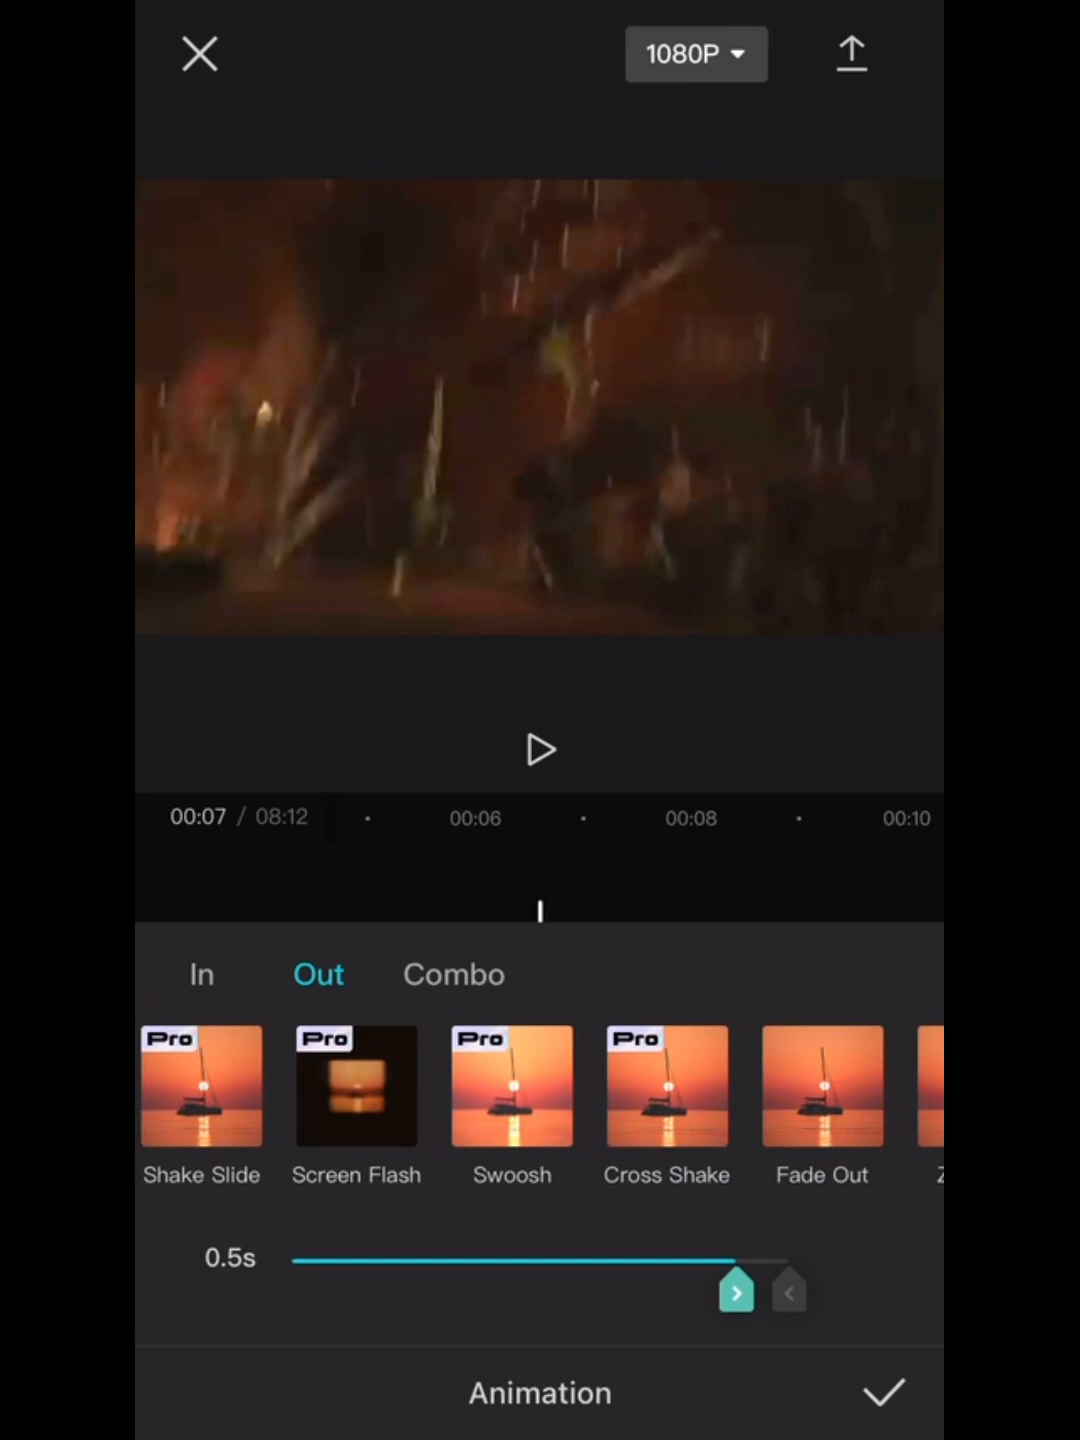 1080P
00:07 / 08:12
00:06
00:08
00:10
In
Out
Combo
Pro
Pro
Pro
Pro
Shake Slide
Screen Flash
Swoosh
Cross Shake
Fade Out
0.5s
Animation